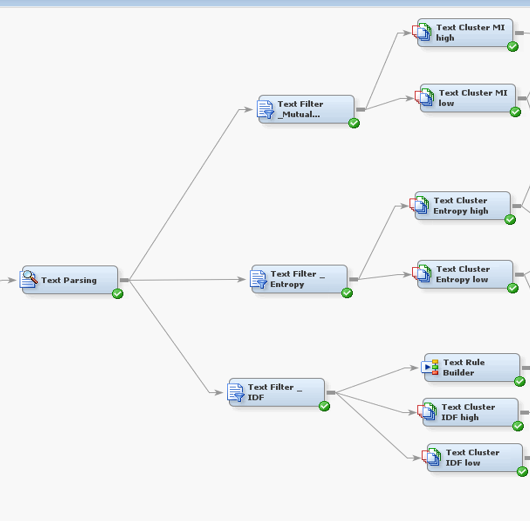 Text Cluster MI
high
Text Cluster MI
low
Text Filter
_Mutual...
Text Cluster
Entropy high
Text Parsing
Text Filter _
Entropy
Text Cluster
Entropy low
Text Rule
Builder
Text Filter _
IDF
Text Cluster
IDF high
Text Cluster
IDF low